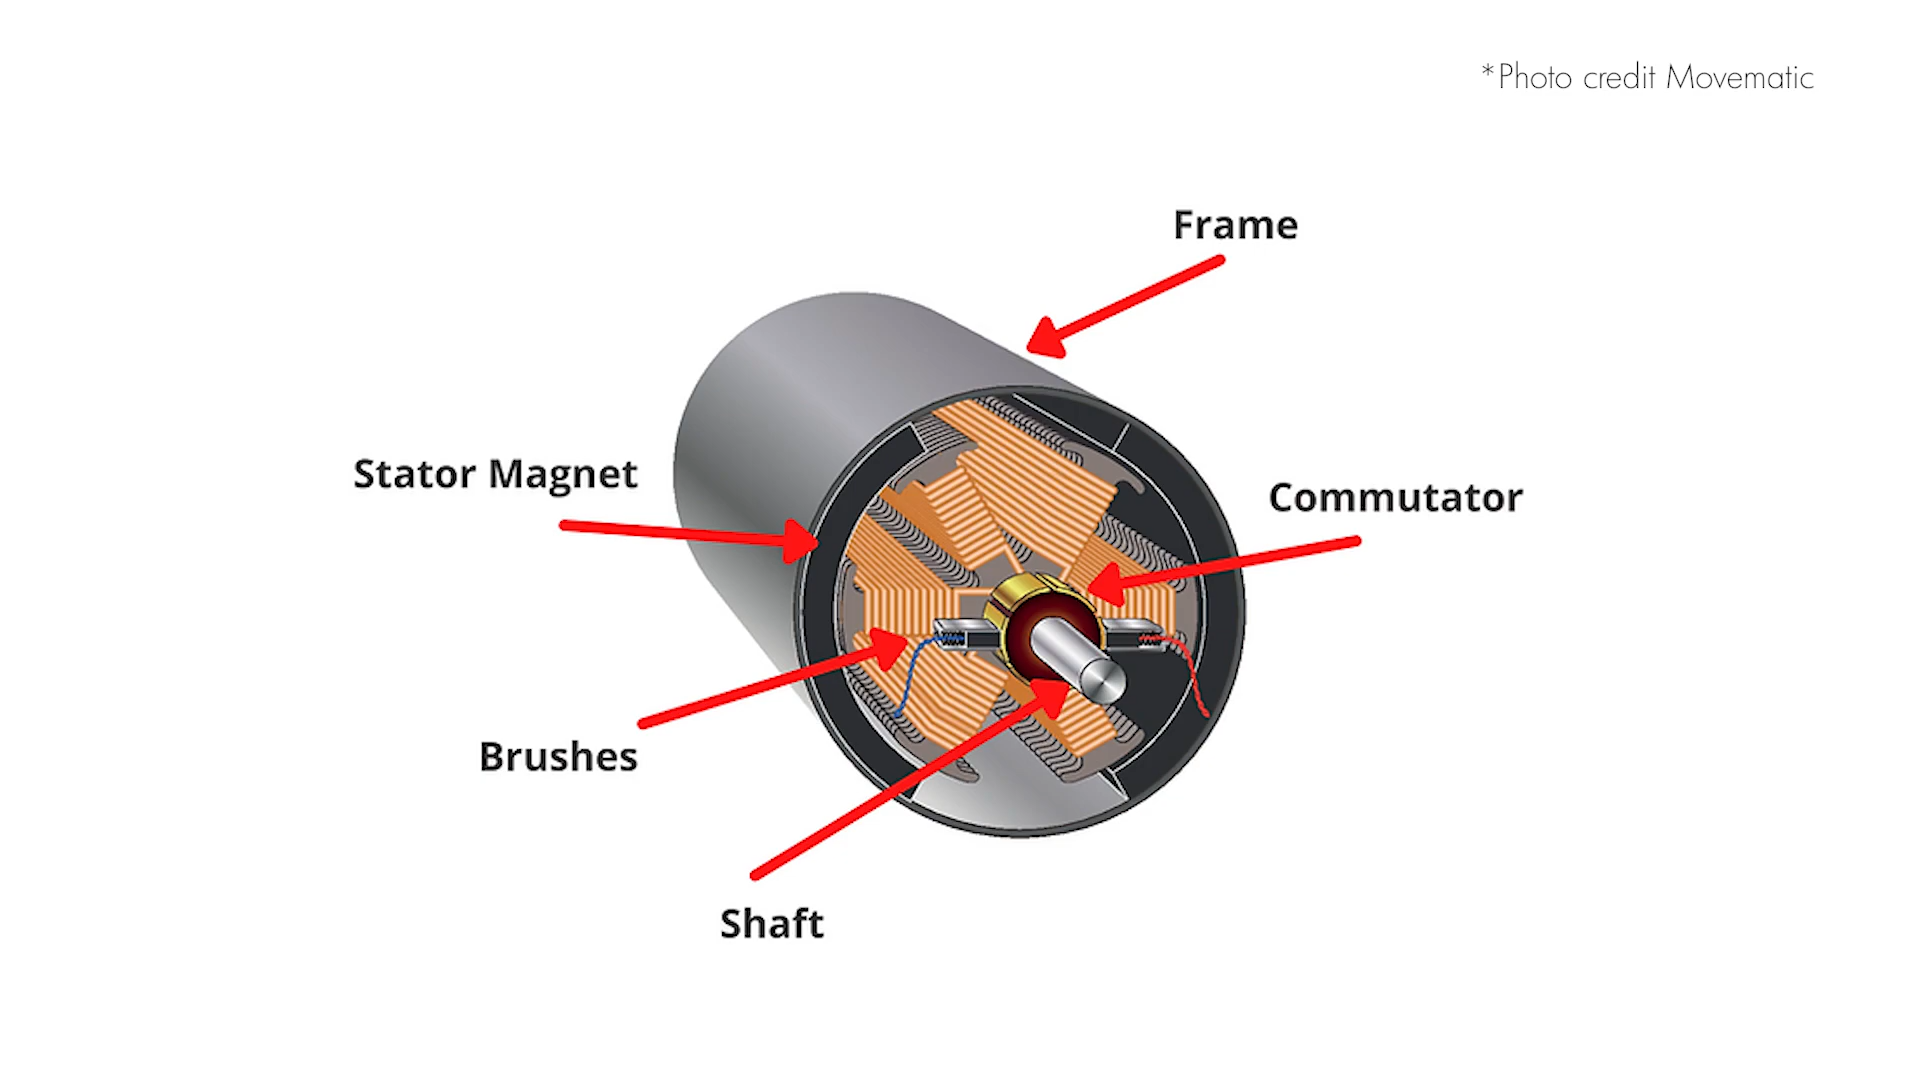 *Photo credit Movematic
Frame
Stator Magnet
Commutator
Brushes
Shaft